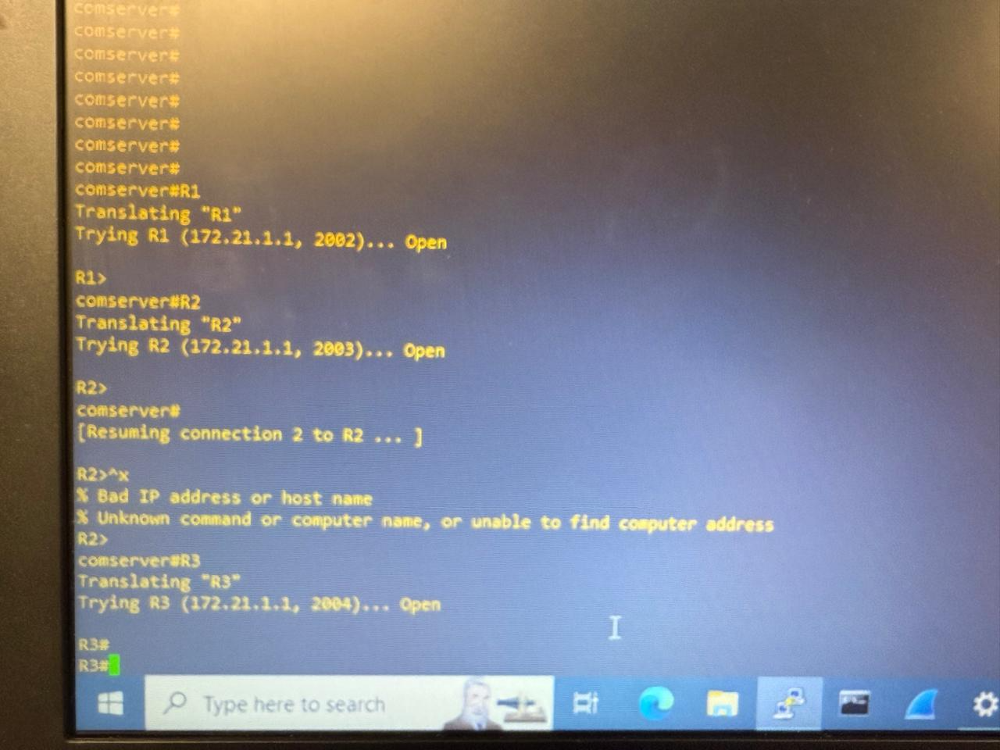 comserver#
comserver#
comserver#
comserver#
comserver#
comserver#
comserver#
comserver#
comserver#R1
Translating "R1"
Trying R1 (172.21.1.1, 2002)... Open
R1>
comserver#R2
Translating "R2"
Trying R2 (172.21.1.1, 2003)... Open
R2>
comserver#
[Resuming connection 2 to R2 ... ]
R2>^x
% Bad IP address or host name
% Unknown command or computer name, or unable to find computer address
R2>
comserver#R3
Translating "R3"
Trying R3 (172.21.1.1, 2004)... Open
R3#
R3#
Type here to search